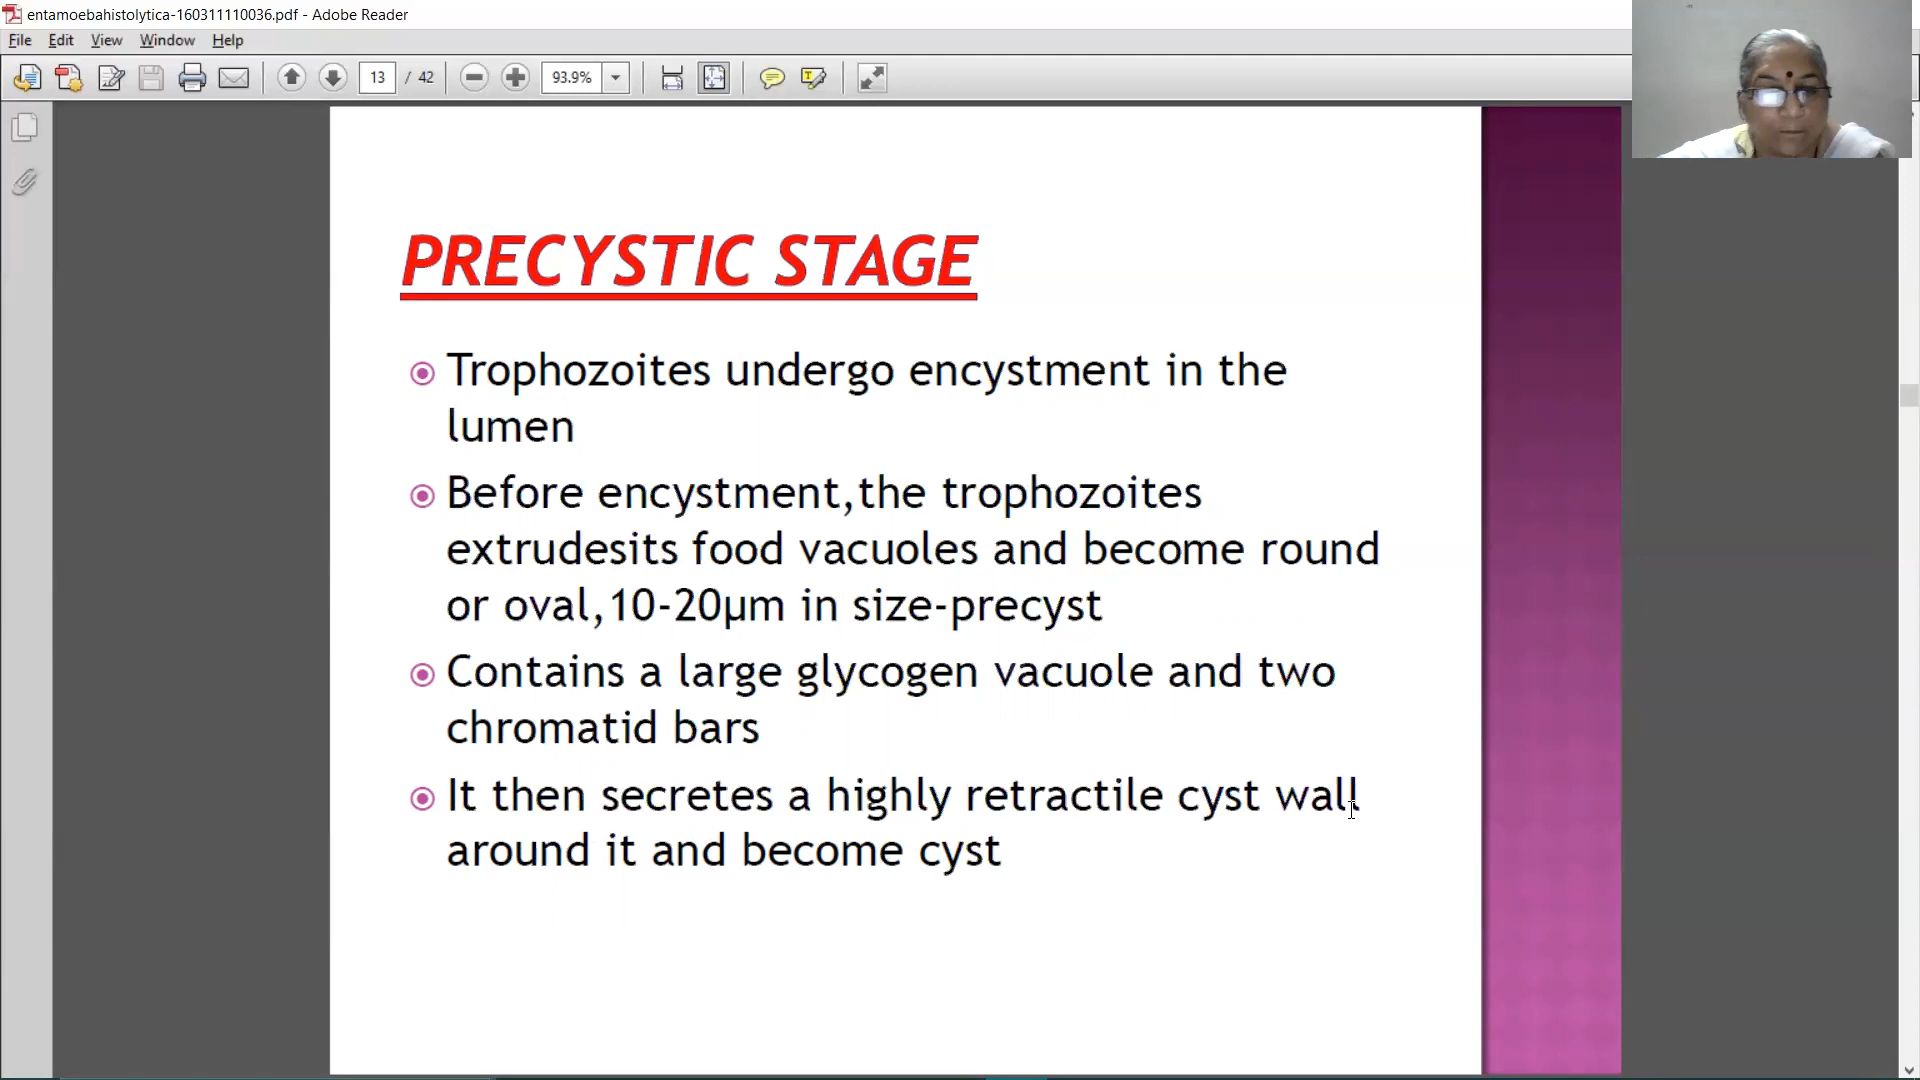 entamoebahistolytica-160311110036.pdf - Adobe Reader
File Edit View Window Help
13 / 42 93.9%
PRECYSTIC STAGE
Trophozoites undergo encystment in the
lumen
Before encystment,the trophozoites
extrudesits food vacuoles and become round
or oval,10-20µm in size-precyst
Contains a large glycogen vacuole and two
chromatid bars
It then secretes a highly retractile cyst wall
around it and become cyst